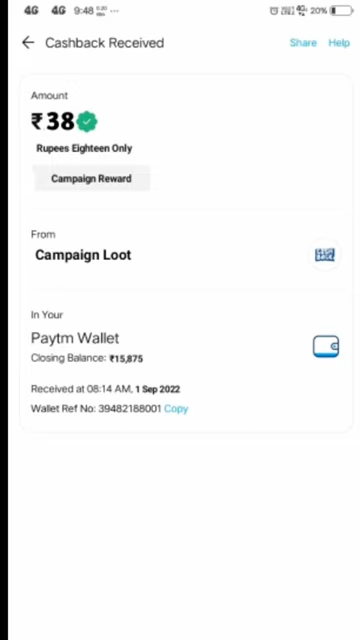 4G 4G 9:48 ...
4G 20%
Cashback Received Share Help
Amount
₹38
Rupees Eighteen Only
Campaign Reward
From
Campaign Loot
In Your
Paytm Wallet
Closing Balance: ₹15,875
Received at 08:14 AM, 1 Sep 2022
Wallet Ref No: 39482188001 Copy